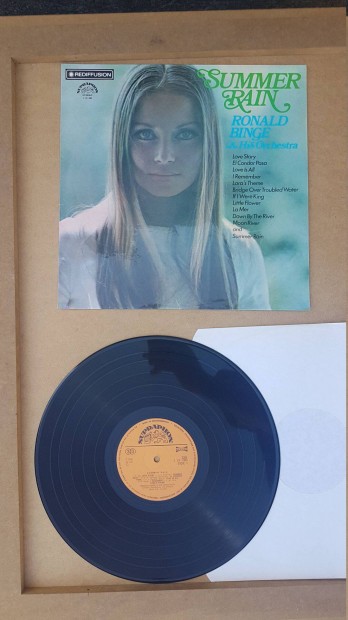 REDIFFUSION
SUPRAPHON
SUMMER
RAIN
RONALD
BINGE
& His Orchestra
Love Story
El Condor Pasa
Love is All
I Remember
Lara's Theme
Bridge Over Troubled Water
If I Were King
Little Flower
La Mer
Down By The River
Moon River
and
Summer Rain
SUPRAPHON
33